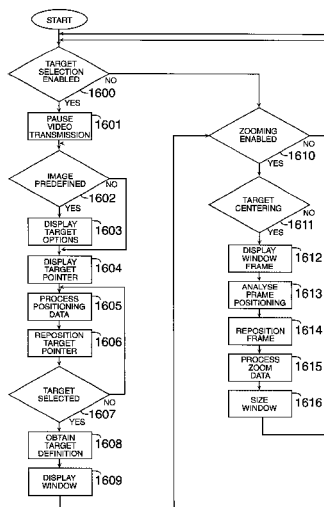 START
TARGET
SELECTION
ENABLED
NO
1600
YES
PAUSE
VIDEO
TRANSMISSION
1601
IMAGE
PREDEFINED
NO
1602
YES
DISPLAY
TARGET
OPTIONS
1603
DISPLAY
TARGET
POINTER
1604
PROCESS
POSITIONING
DATA
1605
REPOSITION
TARGET
POINTER
1606
TARGET
SELECTED
NO
1607
YES
OBTAIN
TARGET
DEFINITION
1608
DISPLAY
WINDOW
1609
ZOOMING
ENABLED
NO
1610
YES
TARGET
CENTERING
NO
1611
YES
DISPLAY
WINDOW
FRAME
1612
ANALYSE
FRAME
POSITIONING
1613
REPOSITION
FRAME
1614
PROCESS
ZOOM
DATA
1615
SIZE
WINDOW
1616